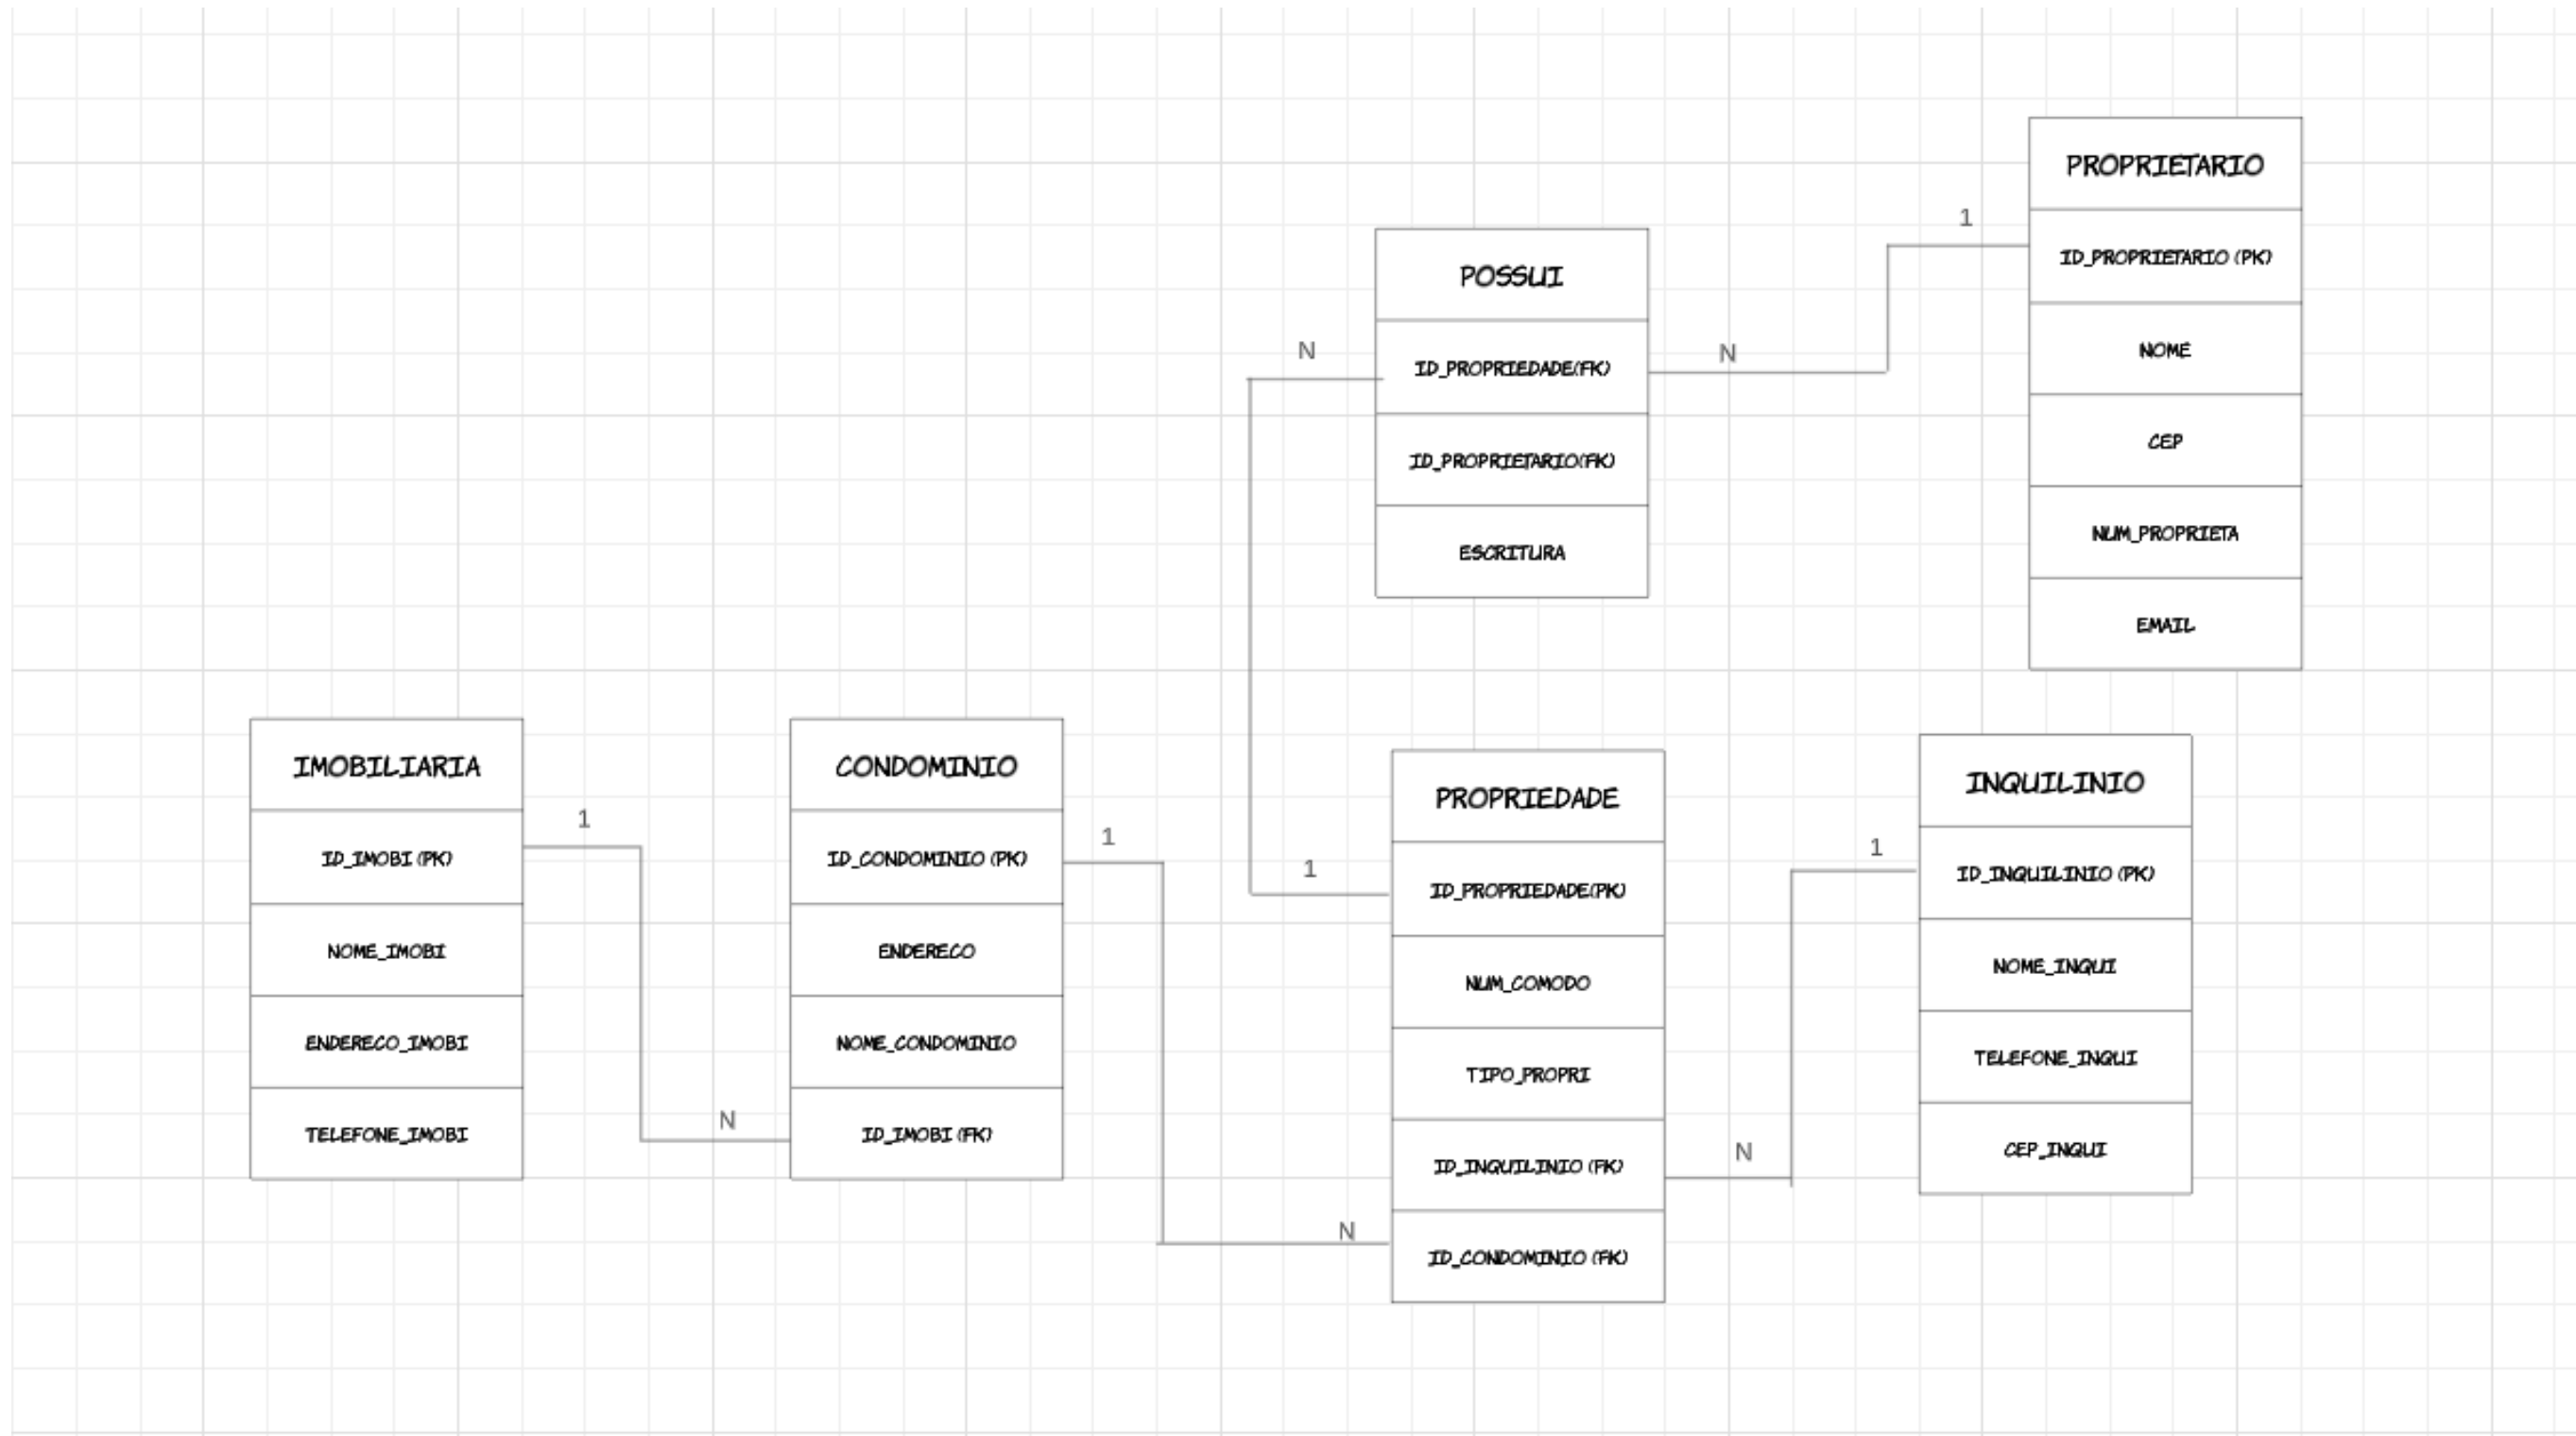 PROPRIETARIO
ID_PROPRIETARIO (PK)
NOME
CEP
NUM_PROPRIETA
EMAIL
1
POSSUI
ID_PROPRIEDADE(FK)
ID_PROPRIETARIO(FK)
ESCRITURA
N
N
IMOBILIARIA
ID_IMOBI (PK)
NOME_IMOBI
ENDERECO_IMOBI
TELEFONE_IMOBI
1
N
CONDOMINIO
ID_CONDOMINIO (PK)
ENDERECO
NOME_CONDOMINIO
ID_IMOBI (FK)
1
N
1
PROPRIEDADE
ID_PROPRIEDADE(PK)
NUM_COMODO
TIPO_PROPRI
ID_INQUILINIO (FK)
ID_CONDOMINIO (FK)
N
1
INQUILINIO
ID_INQUILINIO (PK)
NOME_INQUI
TELEFONE_INQUI
CEP_INQUI